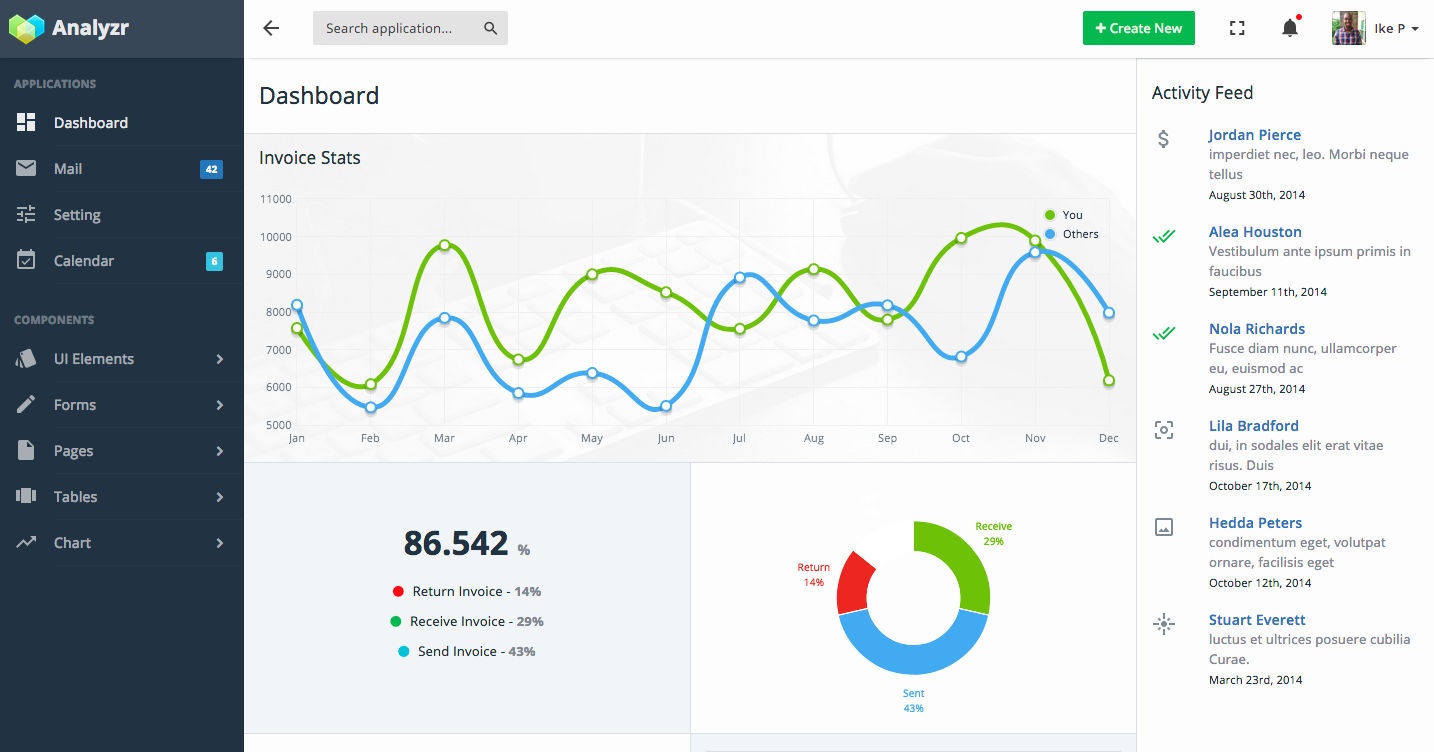 Analyzr
Search application...
+ Create New
Ike P
APPLICATIONS
Dashboard
Mail
42
Setting
Calendar
6
COMPONENTS
UI Elements
Forms
Pages
Tables
Chart
Dashboard
Invoice Stats
11000
10000
9000
8000
7000
6000
5000
You
Others
Jan Feb Mar Apr May Jun Jul Aug Sep Oct Nov Dec
86.542 %
Return Invoice - 14%
Receive Invoice - 29%
Send Invoice - 43%
Receive
29%
Return
14%
Sent
43%
Activity Feed
Jordan Pierce
imperdiet nec, leo. Morbi neque
tellus
August 30th, 2014
Alea Houston
Vestibulum ante ipsum primis in
faucibus
September 11th, 2014
Nola Richards
Fusce diam nunc, ullamcorper
eu, euismod ac
August 27th, 2014
Lila Bradford
dui, in sodales elit erat vitae
risus. Duis
October 17th, 2014
Hedda Peters
condimentum eget, volutpat
ornare, facilisis eget
October 12th, 2014
Stuart Everett
luctus et ultrices posuere cubilia
Curae.
March 23rd, 2014